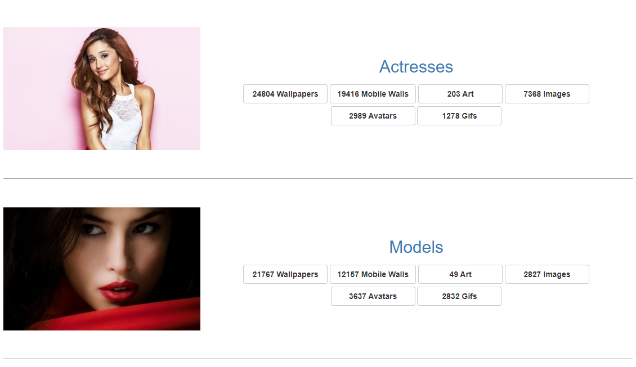 Actresses
24804 Wallpapers 19416 Mobile Walls 203 Art 7368 Images
2989 Avatars 1278 Gifs
Models
21767 Wallpapers 12157 Mobile Walls 49 Art 2827 Images
3637 Avatars 2832 Gifs